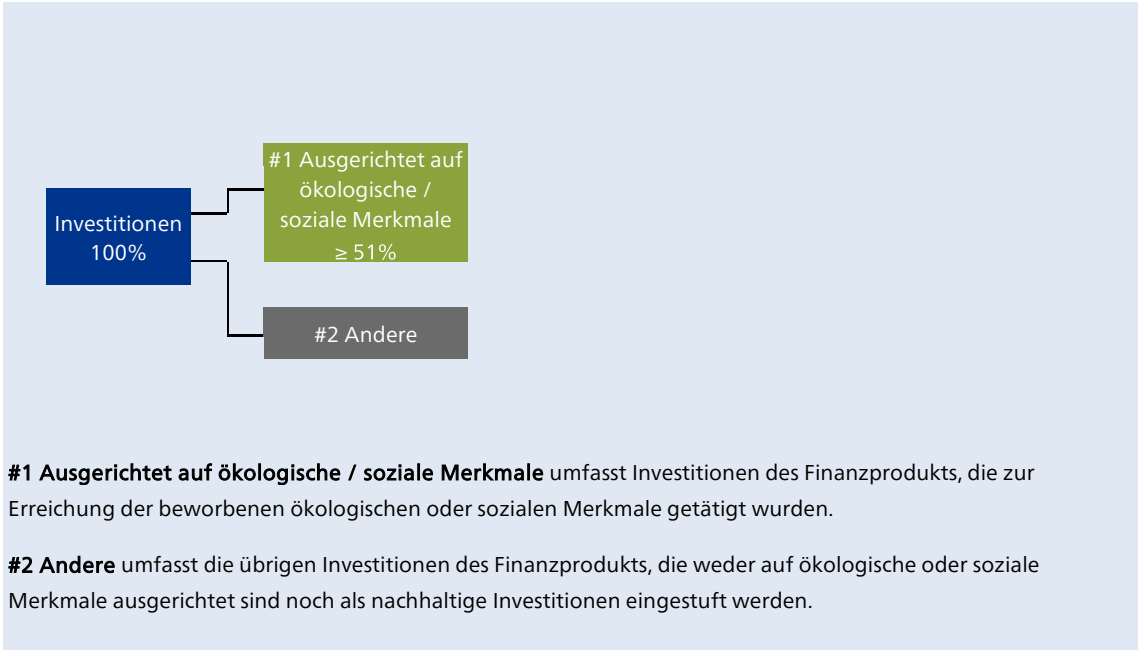 #1 Ausgerichtet auf
ökologische /
soziale Merkmale
≥ 51%
Investitionen
100%
#2 Andere
#1 Ausgerichtet auf ökologische / soziale Merkmale umfasst Investitionen des Finanzprodukts, die zur
Erreichung der beworbenen ökologischen oder sozialen Merkmale getätigt wurden.
#2 Andere umfasst die übrigen Investitionen des Finanzprodukts, die weder auf ökologische oder soziale
Merkmale ausgerichtet sind noch als nachhaltige Investitionen eingestuft werden.